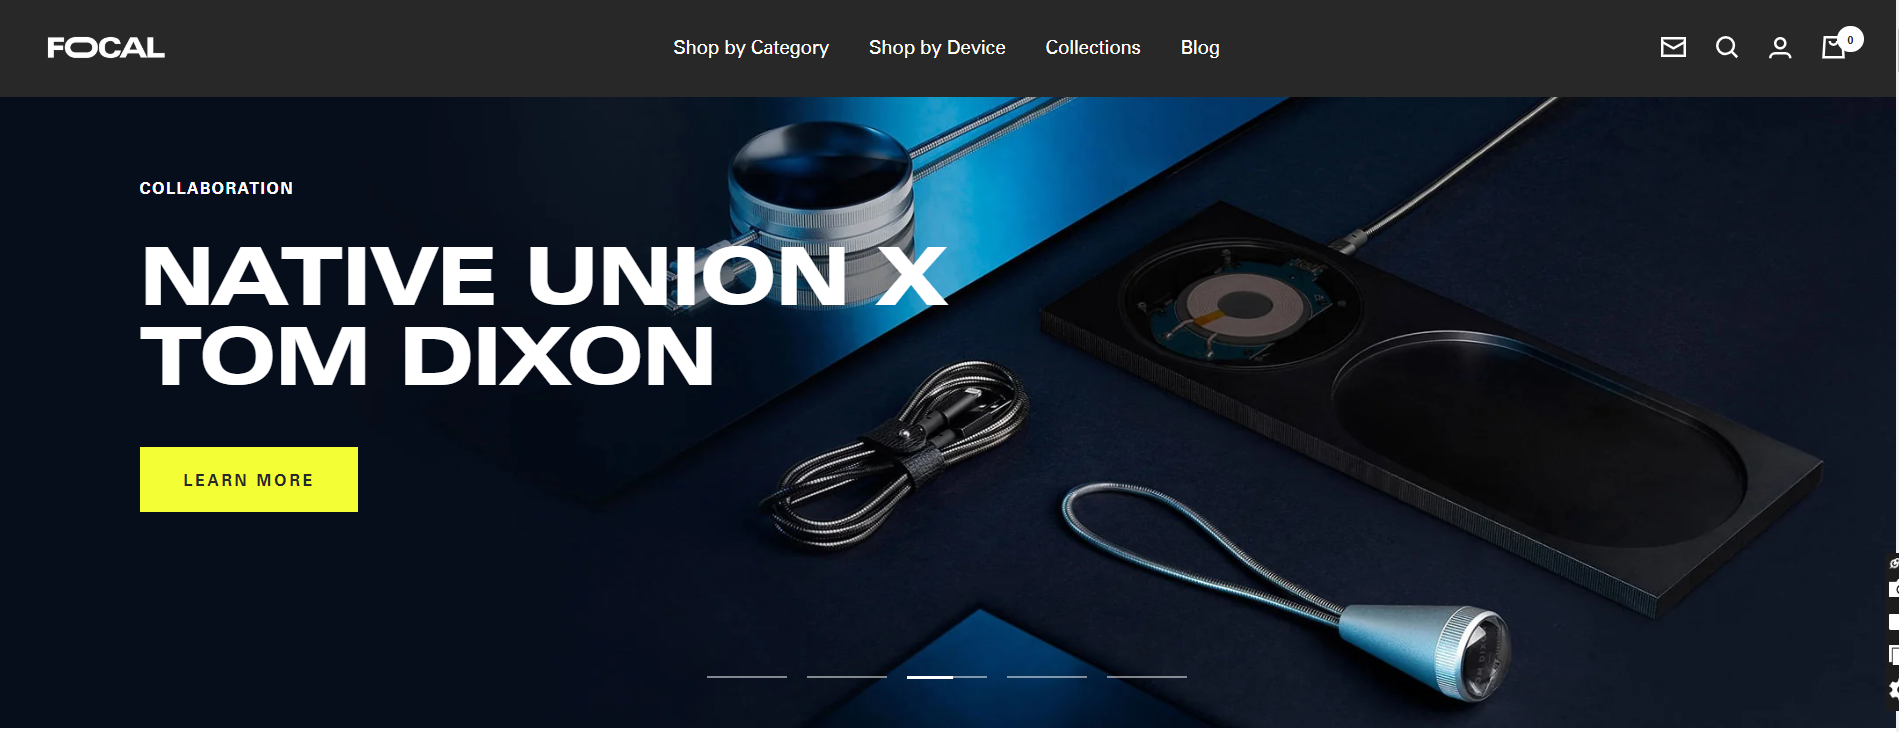 FOCAL
Shop by Category
Shop by Device
Collections
Blog
0
COLLABORATION
NATIVE UNION X
TOM DIXON
LEARN MORE